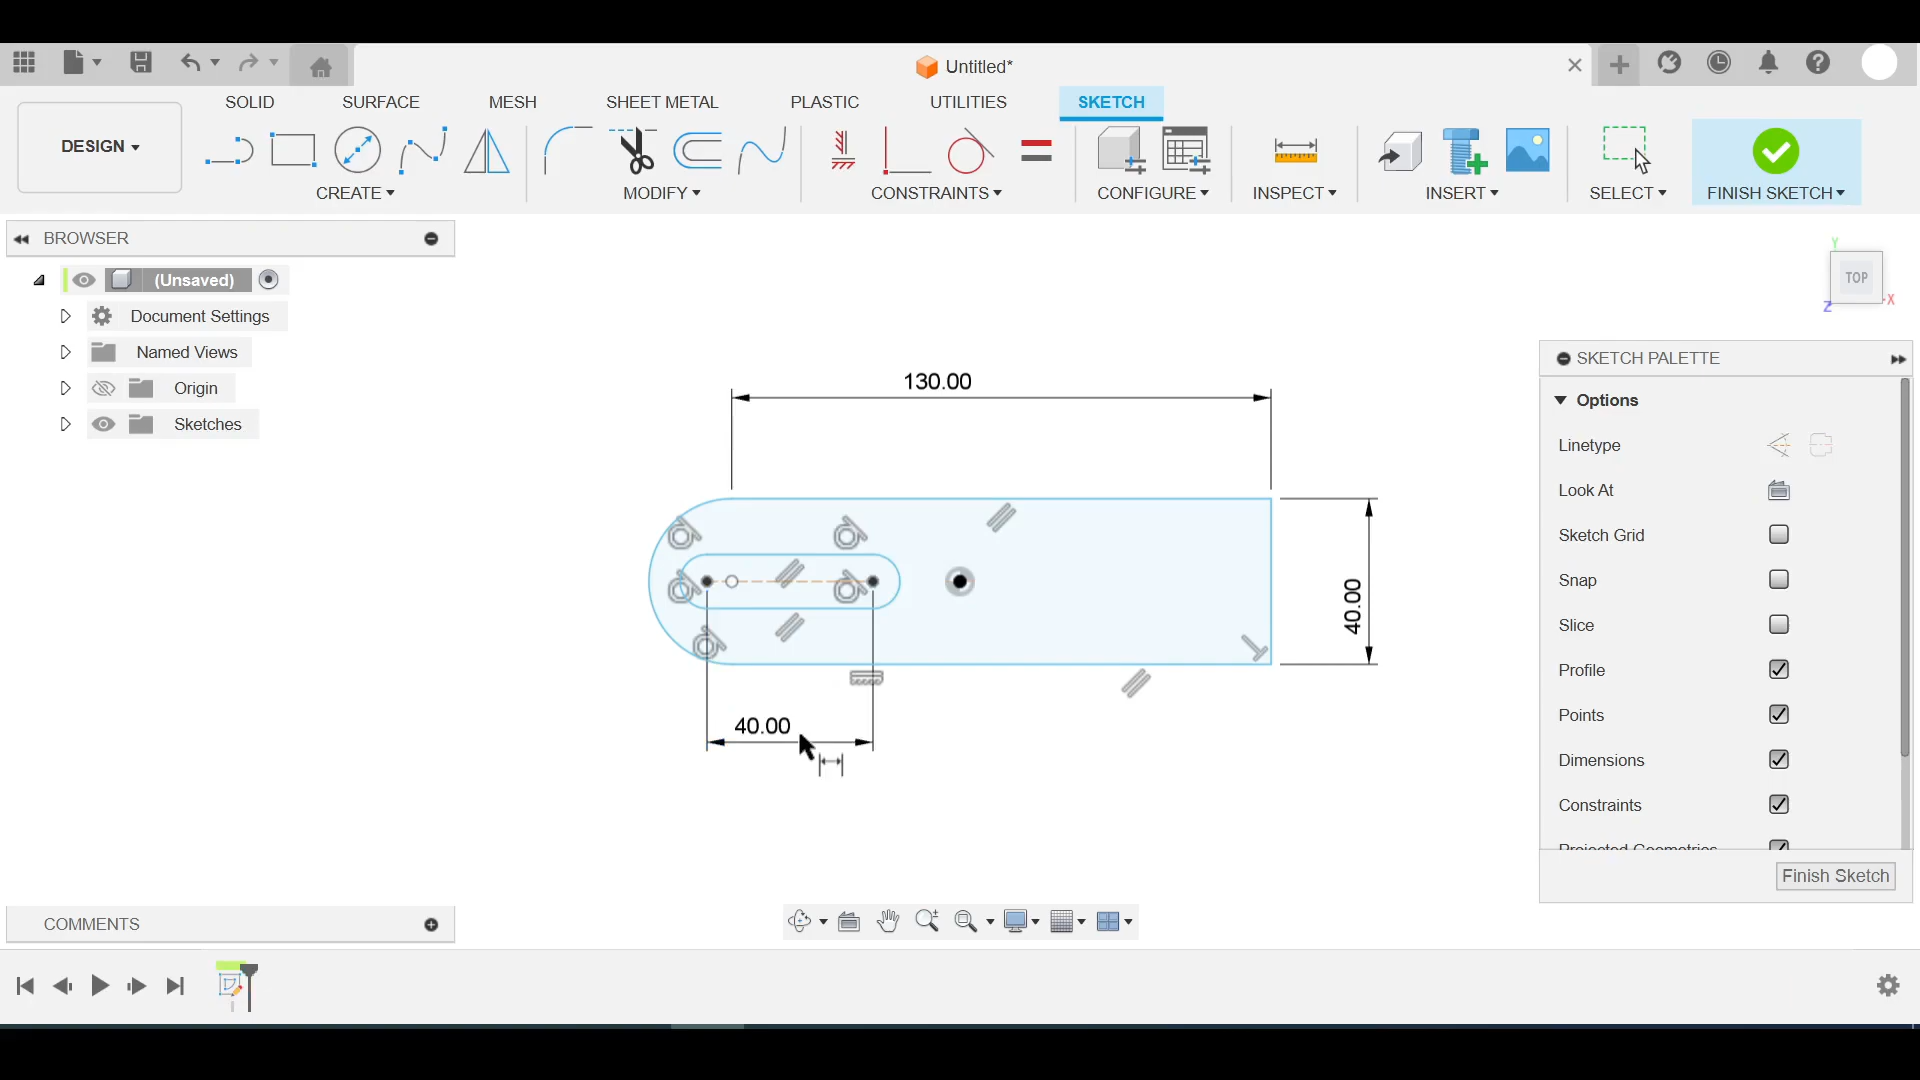 Untitled*
SOLID SURFACE MESH SHEET METAL PLASTIC UTILITIES SKETCH
DESIGN
CREATE MODIFY CONSTRAINTS CONFIGURE INSPECT INSERT SELECT FINISH SKETCH
BROWSER
(Unsaved)
Document Settings
Named Views
Origin
Sketches
Y
TOP
X
Z
130.00
40.00
40.00
SKETCH PALETTE
Options
Linetype
Look At
Sketch Grid
Snap
Slice
Profile
Points
Dimensions
Constraints
Projected Geometries
Finish Sketch
COMMENTS